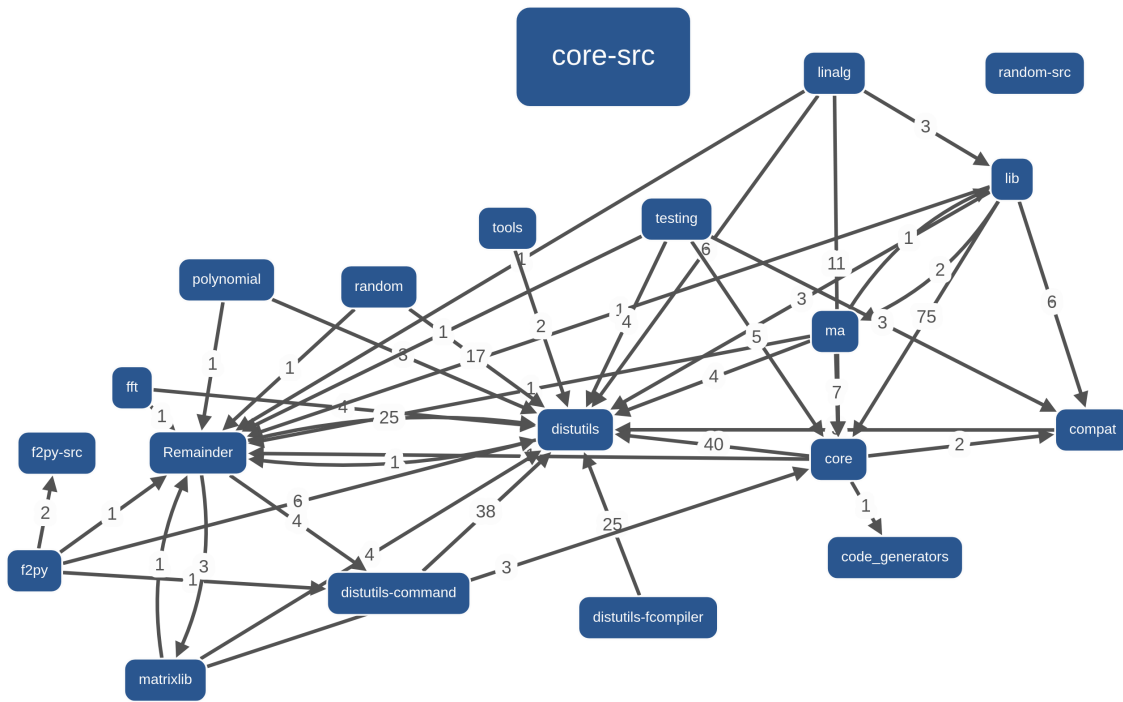 core-src
linalg
random-src
3
lib
testing
tools
1
6
11
1
2
polynomial
random
3
6
1
4
3
75
ma
2
1
5
1
3
17
7
1
4
fft
1
1
4
25
distutils
compat
f2py-src
Remainder
1
40
core
2
6
4
38
1
2
1
25
code_generators
f2py
1
3
1
4
3
distutils-command
distutils-fcompiler
matrixlib